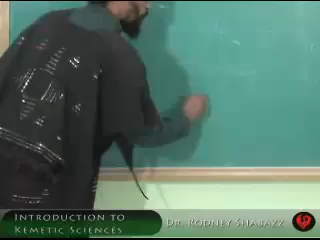 Introduction to
Kemetic Sciences
Dr. Rodney Shabazz